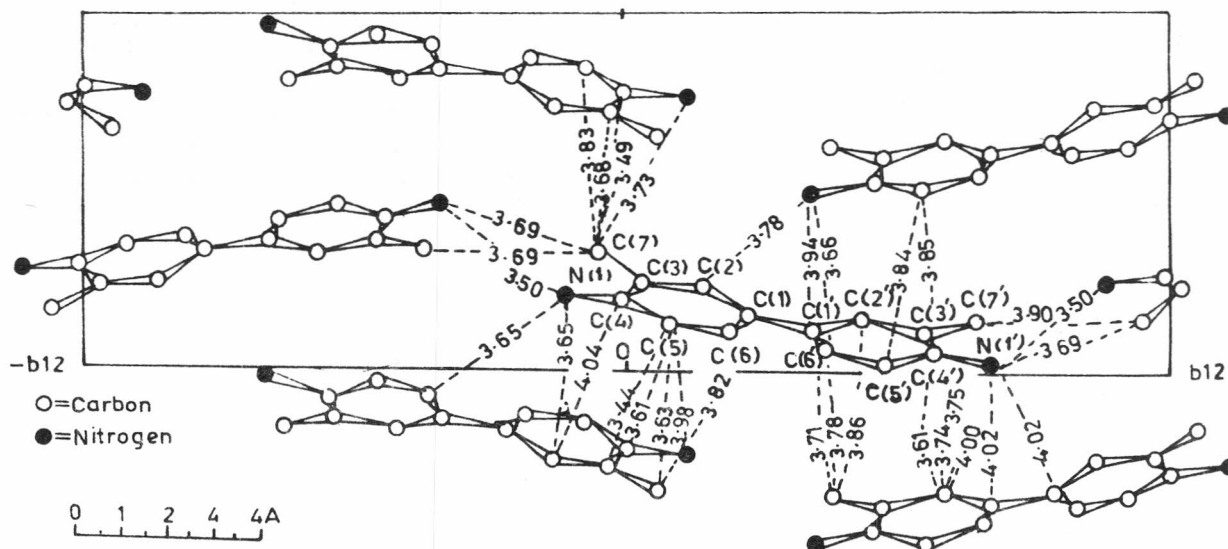 3·83
3·68
3·49
3·73
3·78
3·69
3·69
3·50
C(7)
N(1)
C(3)
C(2)
C(4)
C(5)
C(6)
C(1)
3·94
3·66
3·84
3·85
C(1')
C(2')
C(3')
C(7')
C(6')
C(5')
C(4')
N(1')
3·90
3·50
3·69
3·65
3·65
4·04
3·44
3·61
3·63
3·98
3·82
O
-b12
b12
O=Carbon
●=Nitrogen
3·71
3·78
3·86
3·61
3·74
3·75
4·00
4·02
4·02
0 1 2 4 4A